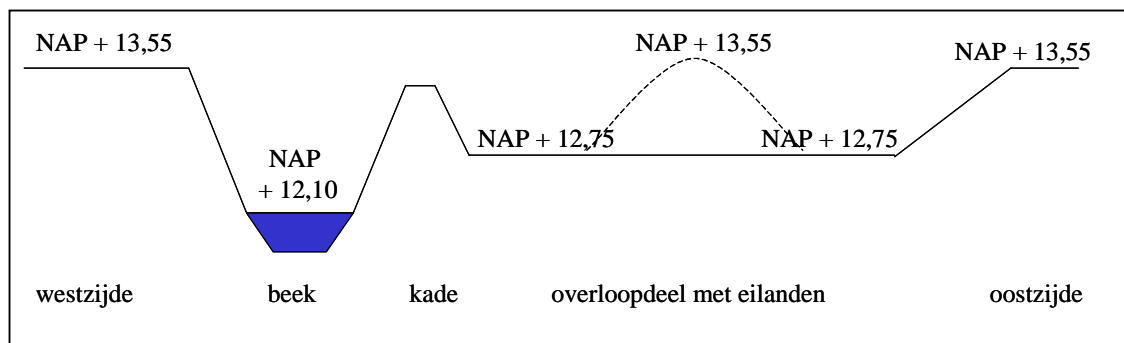 NAP + 13,55
NAP + 13,55
NAP + 13,55
NAP + 12,75
NAP + 12,75
NAP
+ 12,10
westzijde
beek
kade
overloopdeel met eilanden
oostzijde